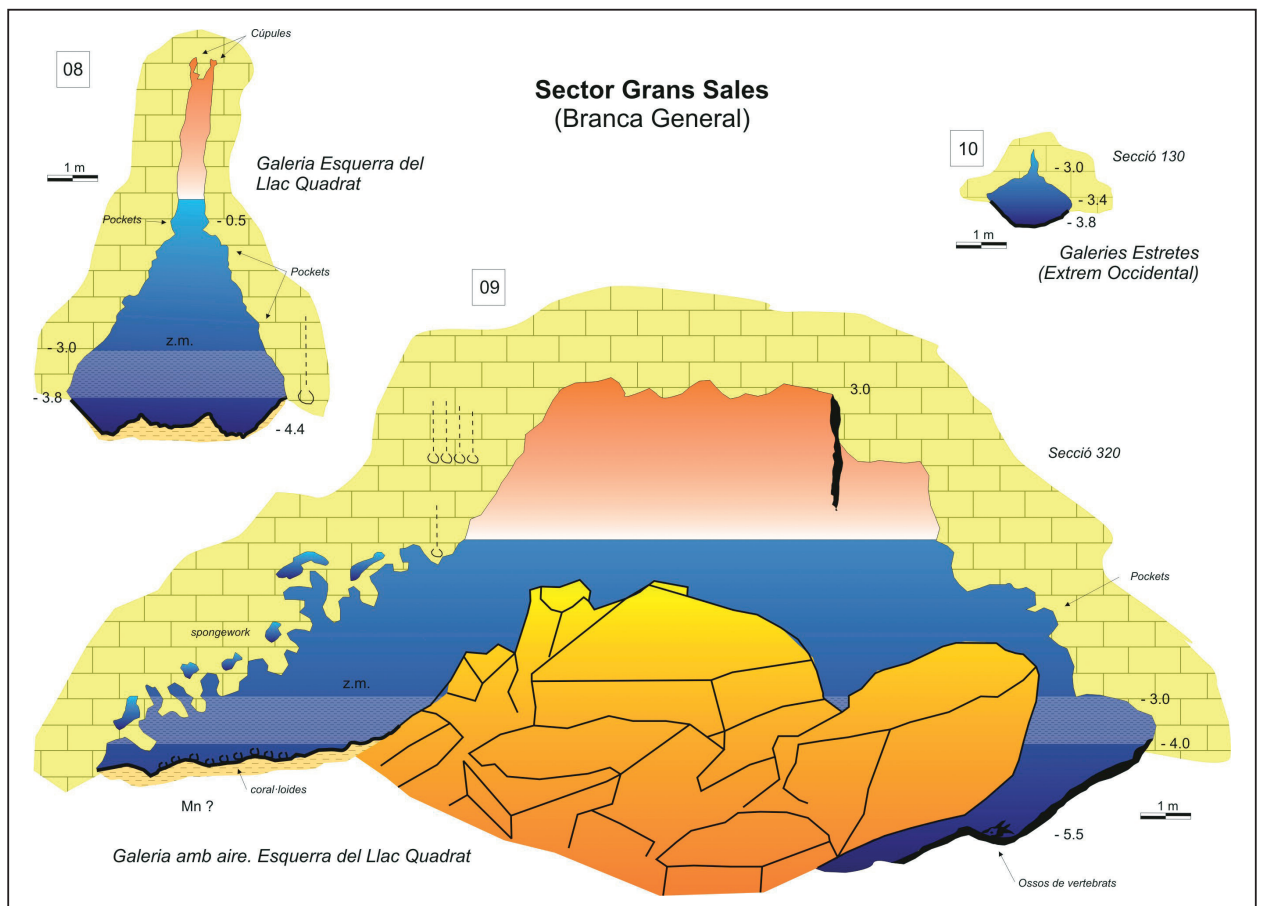 Sector Grans Sales
(Branca General)
08
Cúpules
1 m
Galeria Esquerra del
Llac Quadrat
Pockets
- 0.5
Pockets
z.m.
- 3.0
- 3.8
- 4.4
10
Secció 130
- 3.0
- 3.4
- 3.8
1 m
Galeries Estretes
(Extrem Occidental)
09
3.0
Secció 320
Pockets
spongework
z.m.
- 3.0
- 4.0
coral·loides
Mn ?
1 m
- 5.5
Galeria amb aire. Esquerra del Llac Quadrat
Ossos de vertebrats